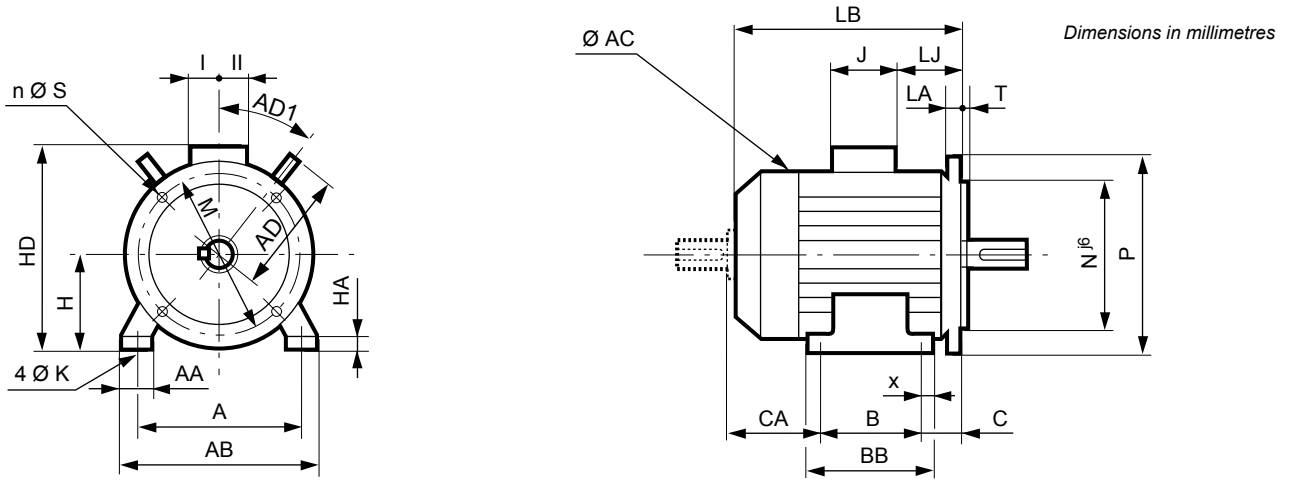 Dimensions in millimetres
I II
n Ø S
AD1
HD
H
M
AD
HA
4 Ø K
AA
A
AB
LB
Ø AC
J
LJ
LA
T
N j6
P
x
CA
B
C
BB